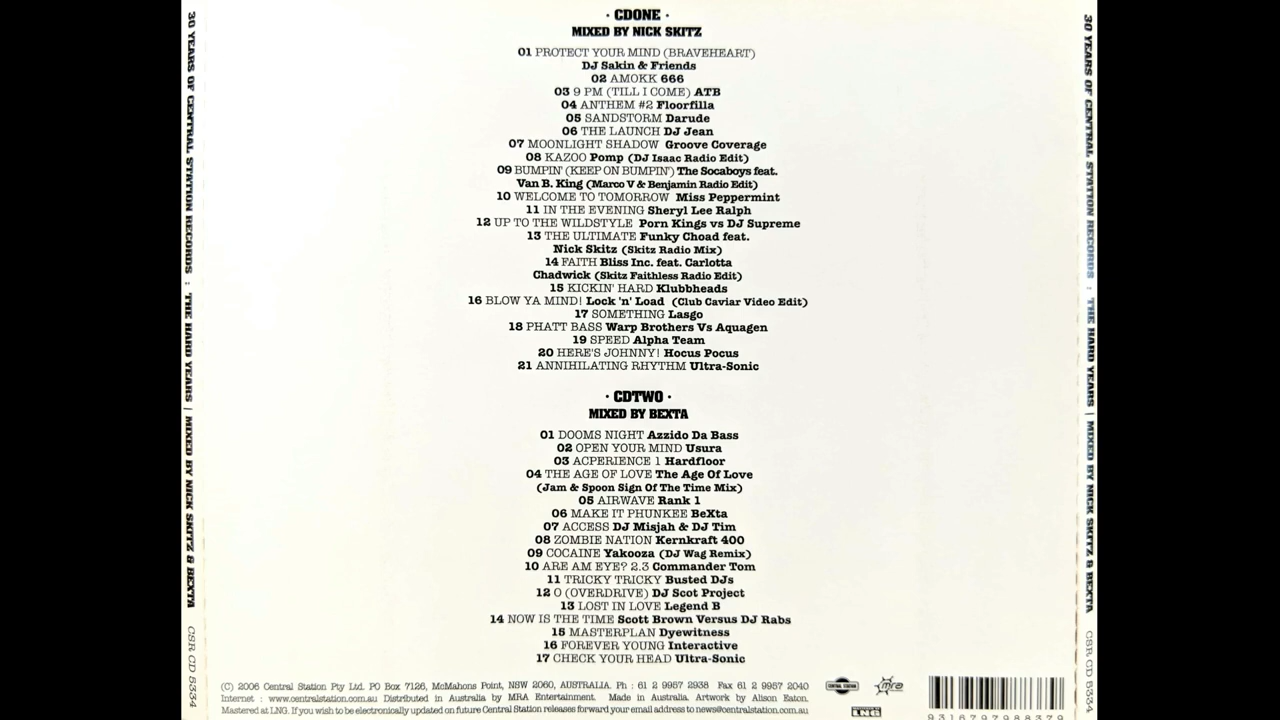 30 YEARS OF CENTRAL STATION RECORDS : THE HARD YEARS | MIXED BY NICK SKITZ & BEXTA CSR CD 5334
· CDONE ·
MIXED BY NICK SKITZ
01 PROTECT YOUR MIND (BRAVEHEART)
DJ Sakin & Friends
02 AMOKK 666
03 9 PM (TILL I COME) ATB
04 ANTHEM #2 Floorfilla
05 SANDSTORM Darude
06 THE LAUNCH DJ Jean
07 MOONLIGHT SHADOW Groove Coverage
08 KAZOO Pomp (DJ Isaac Radio Edit)
09 BUMPIN' (KEEP ON BUMPIN') The Socaboys feat.
Van B. King (Marco V & Benjamin Radio Edit)
10 WELCOME TO TOMORROW Miss Peppermint
11 IN THE EVENING Sheryl Lee Ralph
12 UP TO THE WILDSTYLE Porn Kings vs DJ Supreme
13 THE ULTIMATE Funky Choad feat.
Nick Skitz (Skitz Radio Mix)
14 FAITH Bliss Inc. feat. Carlotta
Chadwick (Skitz Faithless Radio Edit)
15 KICKIN' HARD Klubbheads
16 BLOW YA MIND! Lock 'n' Load (Club Caviar Video Edit)
17 SOMETHING Lasgo
18 PHATT BASS Warp Brothers Vs Aquagen
19 SPEED Alpha Team
20 HERE'S JOHNNY! Hocus Pocus
21 ANNIHILATING RHYTHM Ultra-Sonic
· CDTWO ·
MIXED BY BEXTA
01 DOOMS NIGHT Azzido Da Bass
02 OPEN YOUR MIND Usura
03 ACPERIENCE 1 Hardfloor
04 THE AGE OF LOVE The Age Of Love
(Jam & Spoon Sign Of The Time Mix)
05 AIRWAVE Rank 1
06 MAKE IT PHUNKEE BeXta
07 ACCESS DJ Misjah & DJ Tim
08 ZOMBIE NATION Kernkraft 400
09 COCAINE Yakooza (DJ Wag Remix)
10 ARE AM EYE? 2.3 Commander Tom
11 TRICKY TRICKY Busted DJs
12 O (OVERDRIVE) DJ Scot Project
13 LOST IN LOVE Legend B
14 NOW IS THE TIME Scott Brown Versus DJ Rabs
15 MASTERPLAN Dyewitness
16 FOREVER YOUNG Interactive
17 CHECK YOUR HEAD Ultra-Sonic
(C) 2006 Central Station Pty Ltd. PO Box 7126, McMahons Point, NSW 2060, AUSTRALIA. Ph : 61 2 9957 2938 Fax 61 2 9957 2040
Internet : www.centralstation.com.au Distributed in Australia by MRA Entertainment. Made in Australia. Artwork by Alison Eaton.
Mastered at LNG. If you wish to be electronically updated on future Central Station releases forward your email address to news@centralstation.com.au
CENTRAL STATION
mra
LNG
9316797988379
30 YEARS OF CENTRAL STATION RECORDS : THE HARD YEARS | MIXED BY NICK SKITZ & BEXTA CSR CD 5334